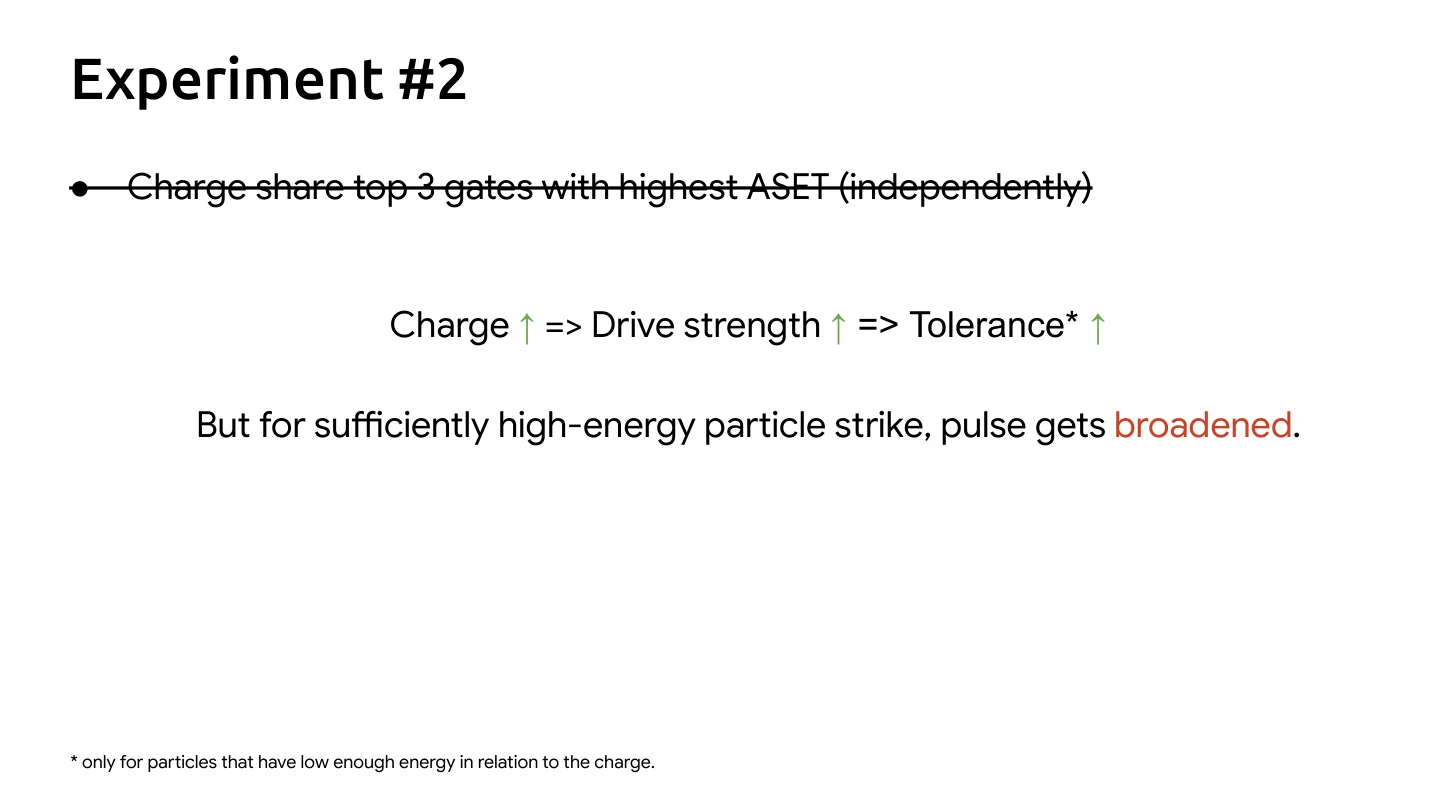 Experiment #2
● Charge share top 3 gates with highest ASET (independently)
Charge ↑ => Drive strength ↑ => Tolerance* ↑
But for sufficiently high-energy particle strike, pulse gets broadened.
* only for particles that have low enough energy in relation to the charge.